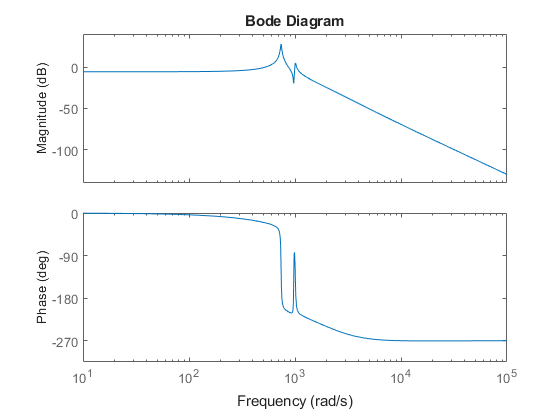 Bode Diagram
Magnitude (dB)
0
-50
-100
Phase (deg)
0
-90
-180
-270
10^1 10^2 10^3 10^4 10^5
Frequency (rad/s)